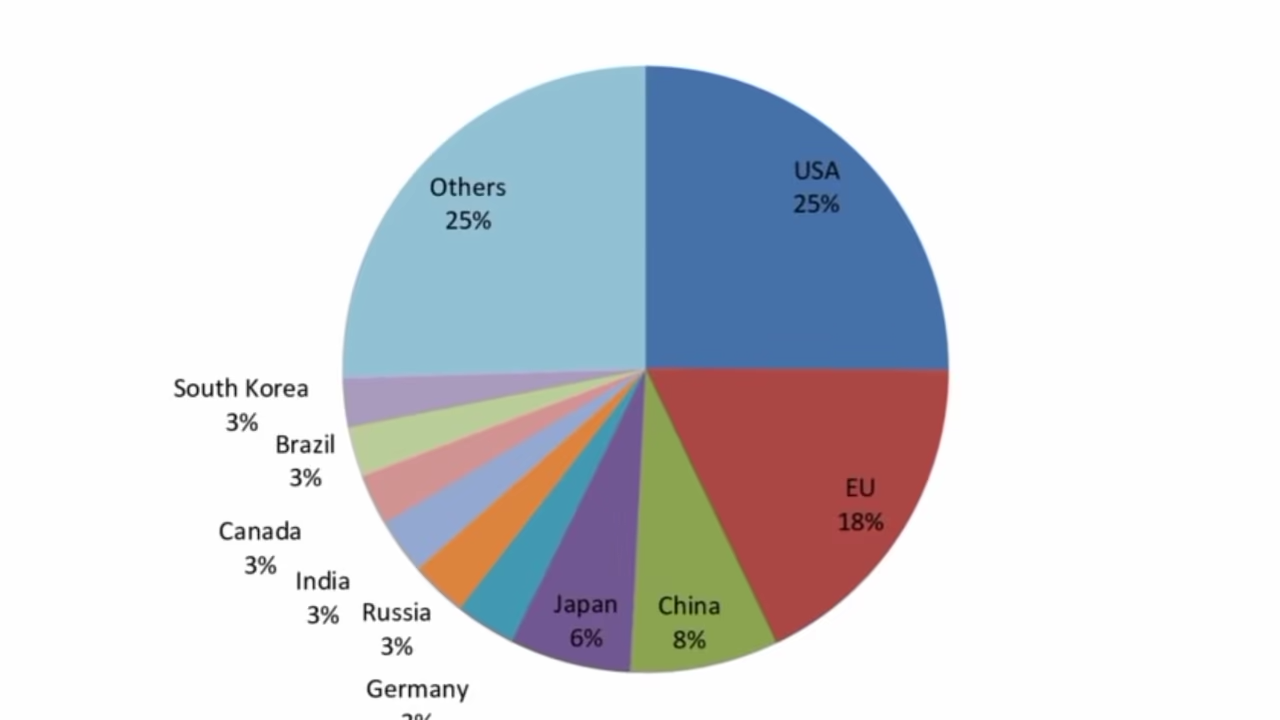 Others
25%
USA
25%
South Korea
3%
Brazil
3%
EU
18%
Canada
3%
India
3%
Russia
3%
Japan
6%
China
8%
Germany